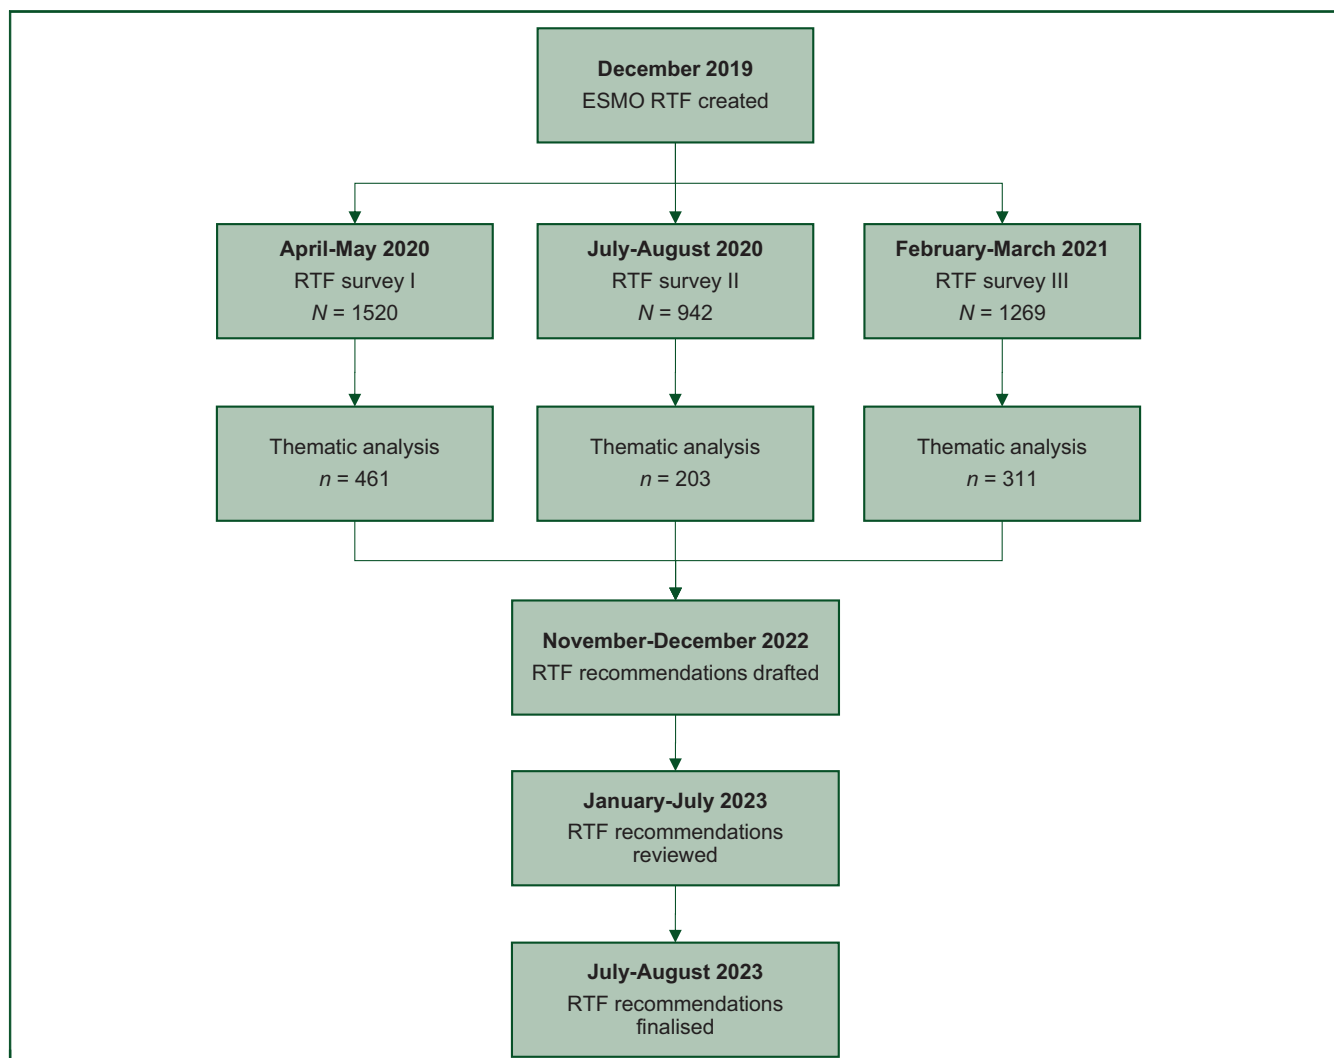 December 2019
ESMO RTF created
April-May 2020
RTF survey I
N = 1520
July-August 2020
RTF survey II
N = 942
February-March 2021
RTF survey III
N = 1269
Thematic analysis
n = 461
Thematic analysis
n = 203
Thematic analysis
n = 311
November-December 2022
RTF recommendations drafted
January-July 2023
RTF recommendations
reviewed
July-August 2023
RTF recommendations
finalised